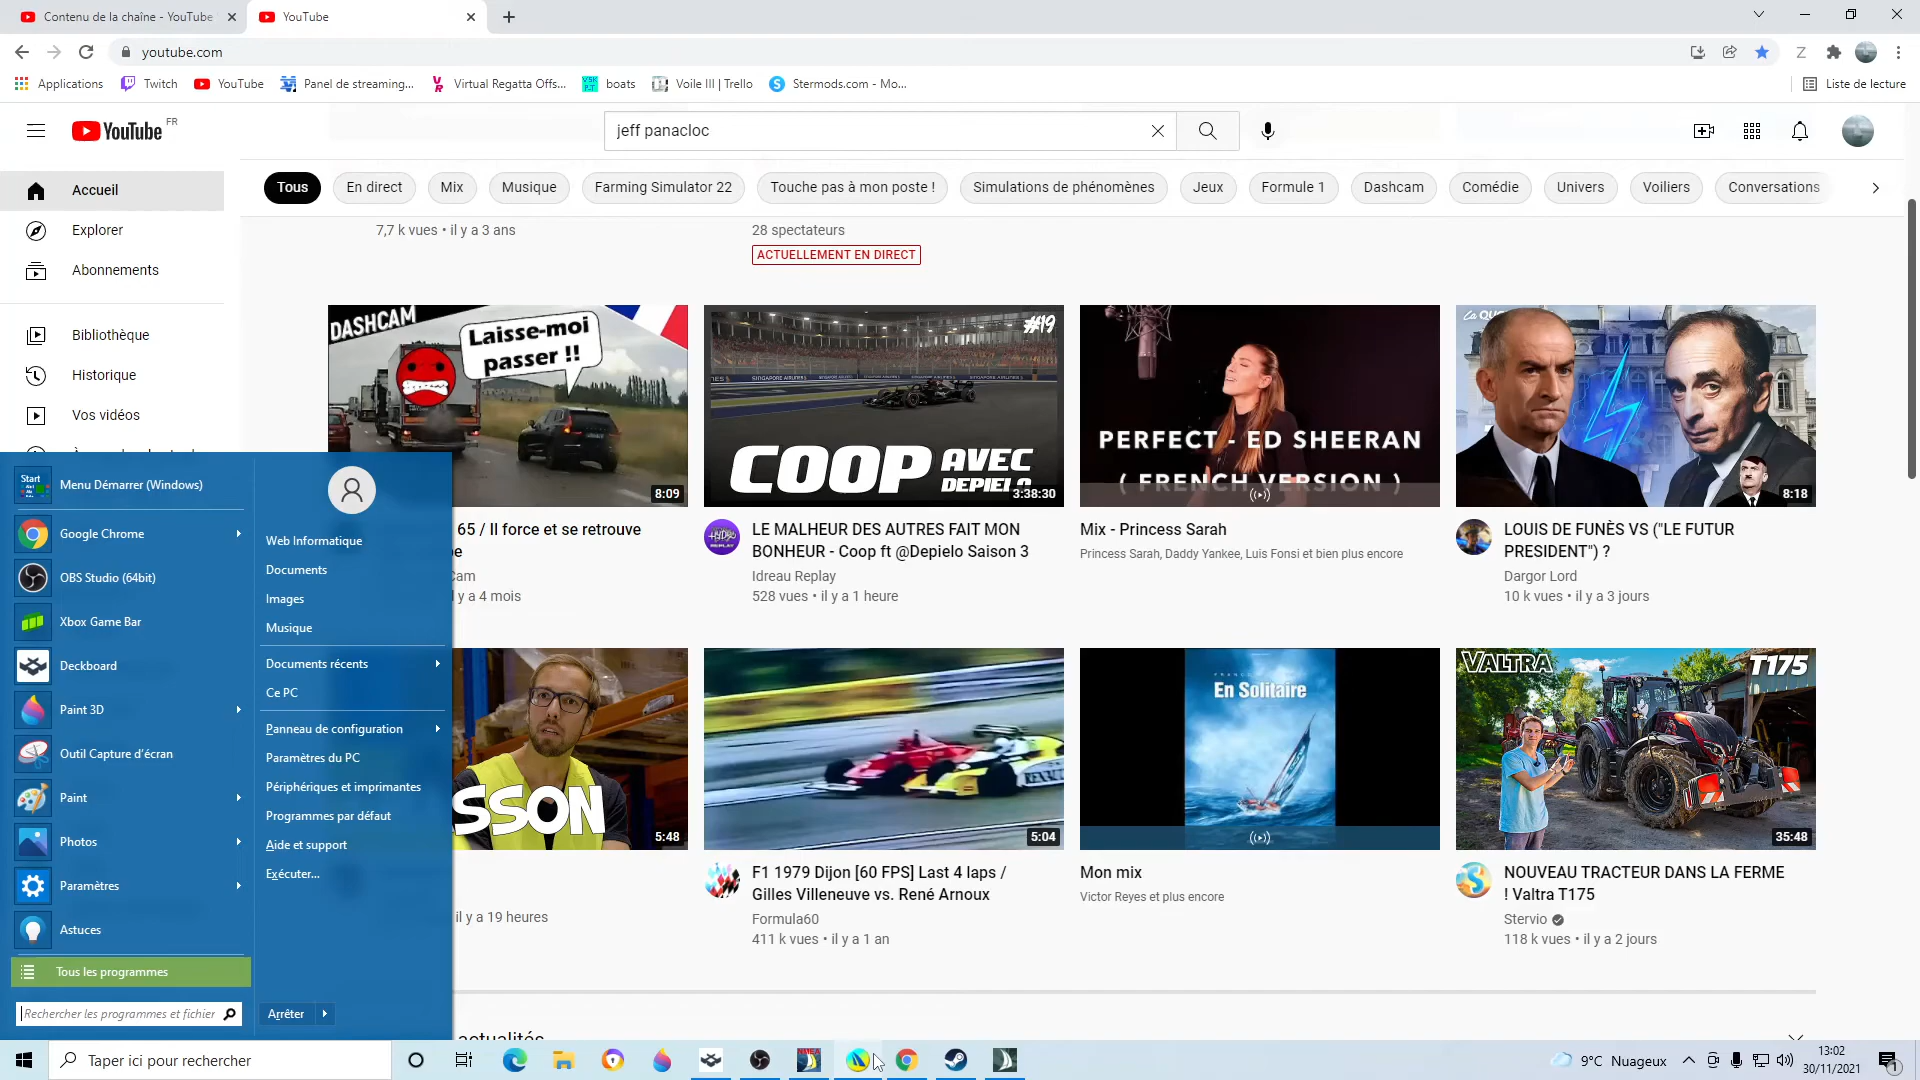 Contenu de la chaîne - YouTube
YouTube
youtube.com
Applications
Twitch
YouTube
Panel de streaming...
Virtual Regatta Offs...
boats
Voile III | Trello
Stermods.com - Mo...
Liste de lecture
YouTube FR
jeff panacloc
Accueil
Explorer
Abonnements
Bibliothèque
Historique
Vos vidéos
Tous
En direct
Mix
Musique
Farming Simulator 22
Touche pas à mon poste !
Simulations de phénomènes
Jeux
Formule 1
Dashcam
Comédie
Univers
Voiliers
Conversations
7,7 k vues • il y a 3 ans
28 spectateurs
ACTUELLEMENT EN DIRECT
DASHCAM
Laisse-moi
passer !!
8:09
#19
SINGAPORE AIRLINES
COOP AVEC
DEPIELO
3:38:30
PERFECT - ED SHEERAN
( FRENCH VERSION )
8:18
65 / Il force et se retrouve
LE MALHEUR DES AUTRES FAIT MON
BONHEUR - Coop ft @Depielo Saison 3
Idreau Replay
528 vues • il y a 1 heure
Mix - Princess Sarah
Princess Sarah, Daddy Yankee, Luis Fonsi et bien plus encore
LOUIS DE FUNÈS VS ("LE FUTUR
PRESIDENT") ?
Dargor Lord
10 k vues • il y a 3 jours
Cam
y a 4 mois
SSON
5:48
5:04
En Solitaire
VALTRA
T175
35:48
il y a 19 heures
F1 1979 Dijon [60 FPS] Last 4 laps /
Gilles Villeneuve vs. René Arnoux
Formula60
411 k vues • il y a 1 an
Mon mix
Victor Reyes et plus encore
NOUVEAU TRACTEUR DANS LA FERME
! Valtra T175
Stervio
118 k vues • il y a 2 jours
actualités
Start
Menu Démarrer (Windows)
Google Chrome
OBS Studio (64bit)
Xbox Game Bar
Deckboard
Paint 3D
Outil Capture d'écran
Paint
Photos
Paramètres
Astuces
Tous les programmes
Rechercher les programmes et fichier
Web Informatique
Documents
Images
Musique
Documents récents
Ce PC
Panneau de configuration
Paramètres du PC
Périphériques et imprimantes
Programmes par défaut
Aide et support
Exécuter...
Arrêter
Taper ici pour rechercher
NMEA
9°C Nuageux
13:02
30/11/2021
1